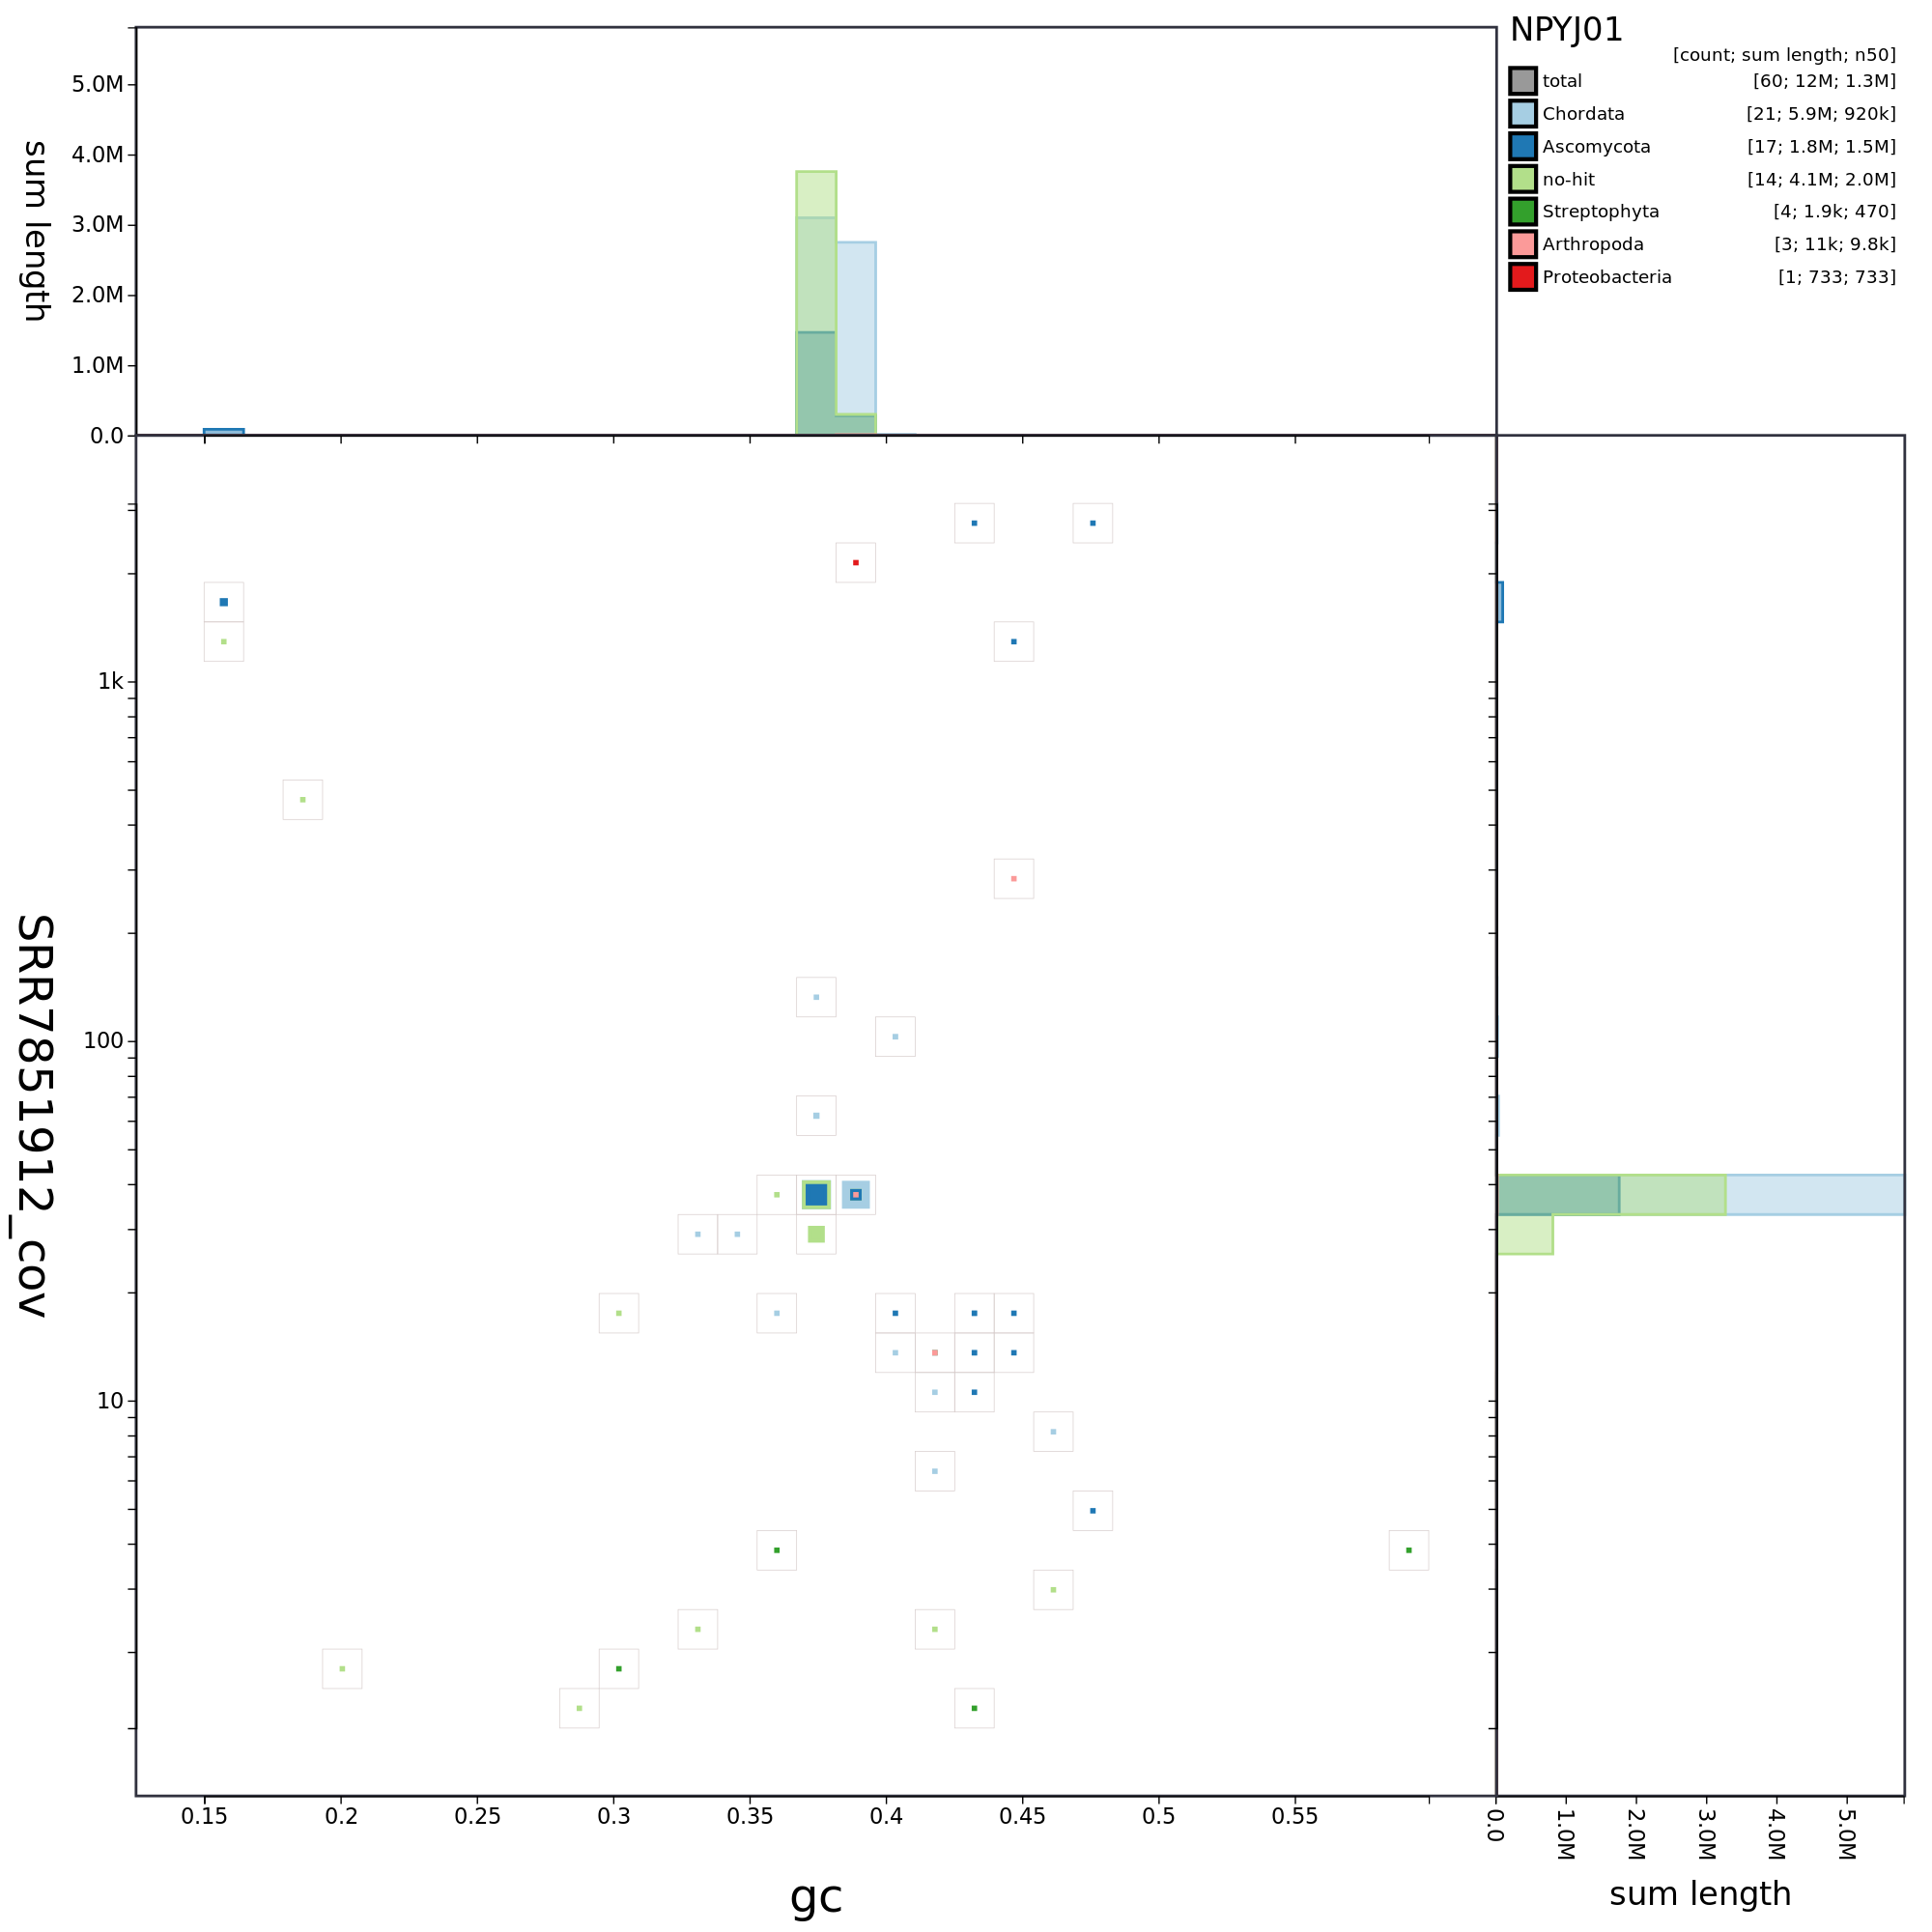 NPYJ01
[count; sum length; n50]
total [60; 12M; 1.3M]
Chordata [21; 5.9M; 920k]
Ascomycota [17; 1.8M; 1.5M]
no-hit [14; 4.1M; 2.0M]
Streptophyta [4; 1.9k; 470]
Arthropoda [3; 11k; 9.8k]
Proteobacteria [1; 733; 733]
sum length
5.0M
4.0M
3.0M
2.0M
1.0M
0.0
SRR7851912_cov
1k
100
10
0.15 0.2 0.25 0.3 0.35 0.4 0.45 0.5 0.55
gc
0.0 1.0M 2.0M 3.0M 4.0M 5.0M
sum length